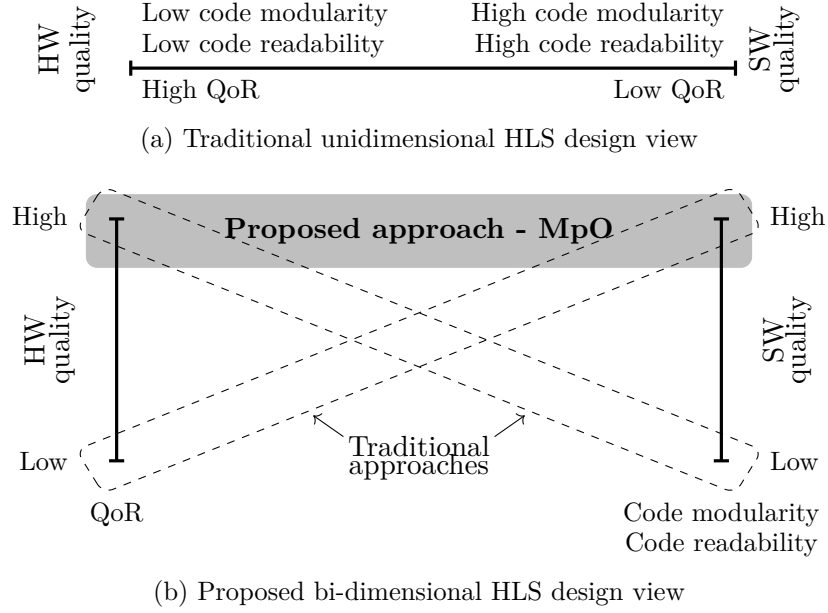 HW
quality
Low code modularity
Low code readability
High code modularity
High code readability
SW
quality
High QoR
Low QoR
(a) Traditional unidimensional HLS design view
High
Proposed approach - MpO
High
HW
quality
SW
quality
Low
Traditional
approaches
Low
QoR
Code modularity
Code readability
(b) Proposed bi-dimensional HLS design view